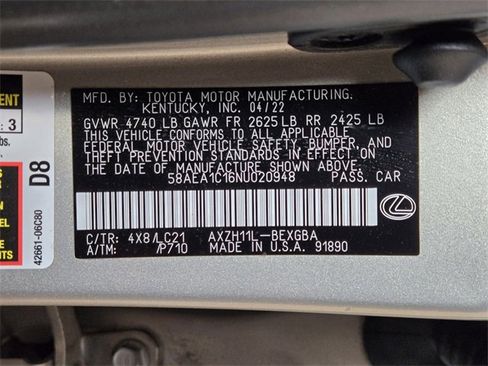 MFD. BY: TOYOTA MOTOR MANUFACTURING.
KENTUCKY, INC. 04/22
GVWR 4740 LB GAWR FR 2625LB RR 2425 LB
THIS VEHICLE CONFORMS TO ALL APPLICABLE
FEDERAL MOTOR VEHICLE SAFETY, BUMPER, AND
THEFT PREVENTION STANDARDS IN EFFECT ON
THE DATE OF MANUFACTURE SHOWN ABOVE.
58AEA1C16NU020948 PASS. CAR
C/TR: 4X8/LC21 AXZH11L-BEXGBA
A/TM: /P710 MADE IN U.S.A. 91890
: 3
bs.
D8
42661-06C80